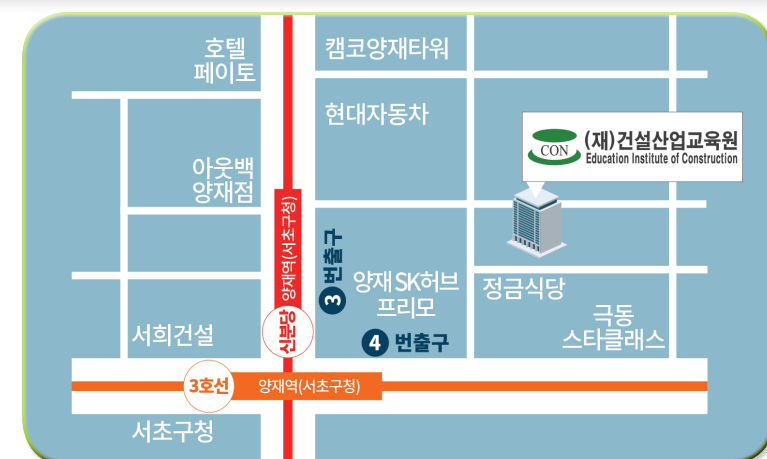 호텔
페이토
캠코양재타워
현대자동차
CON
(재)건설산업교육원
Education Institute of Construction
아웃백
양재점
양재역(서초구청)
신분당
3 번출구
양재 SK허브
프리모
4 번출구
정금식당
극동
스타클래스
서희건설
3호선
양재역(서초구청)
서초구청